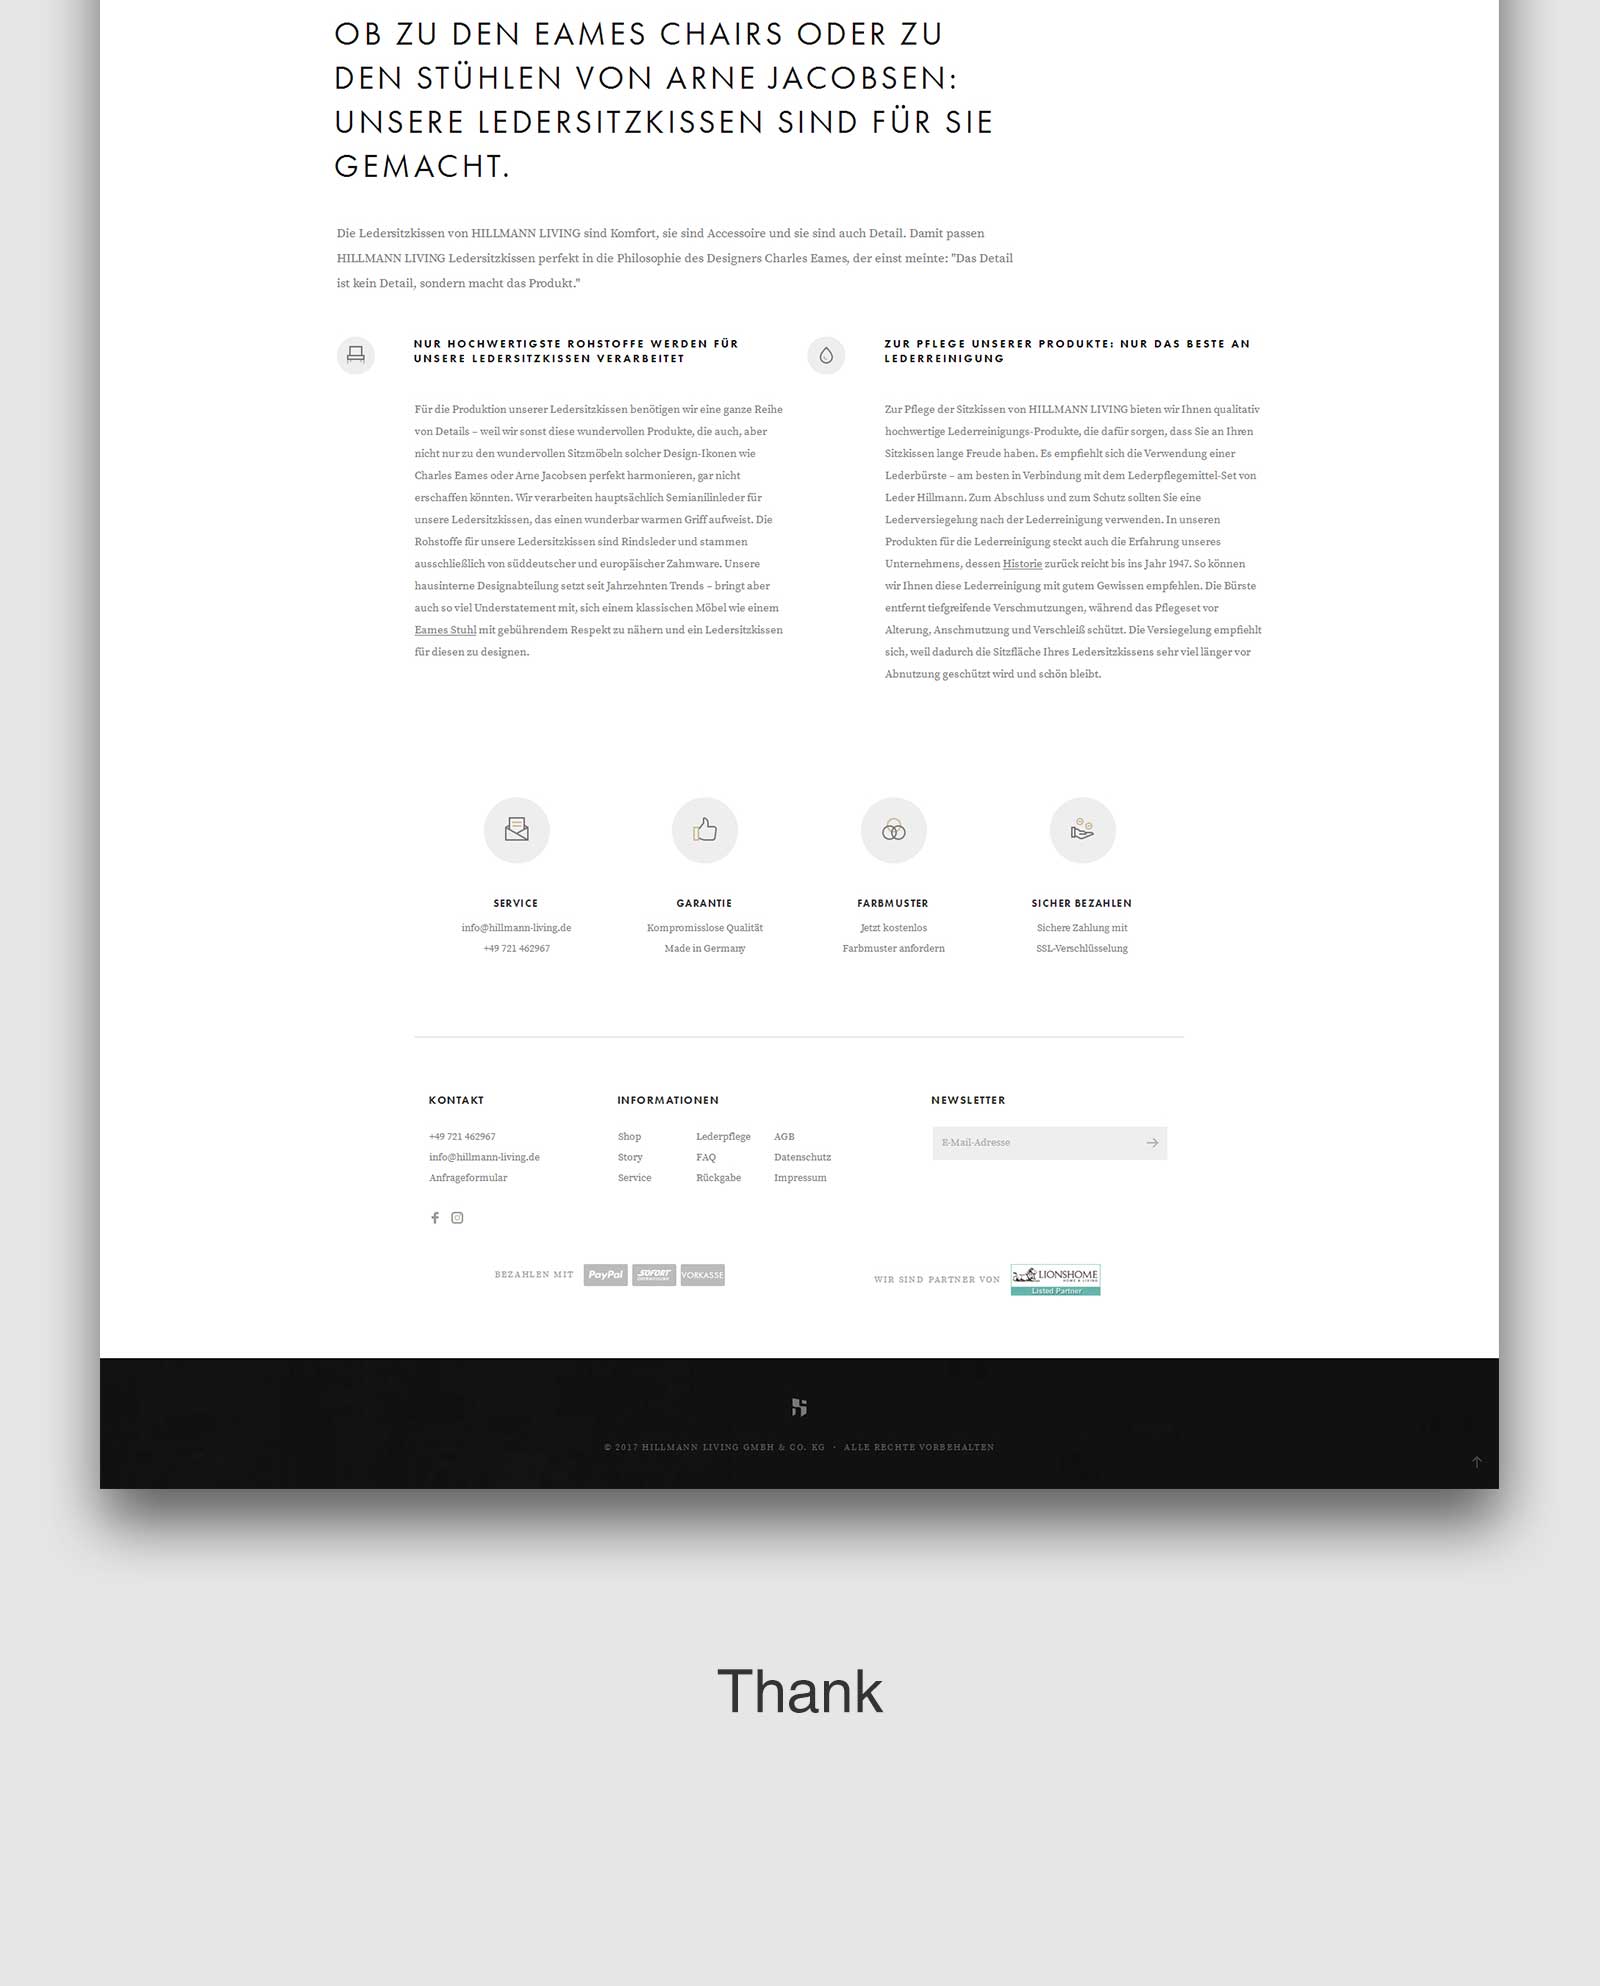 OB ZU DEN EAMES CHAIRS ODER ZU
DEN STÜHLEN VON ARNE JACOBSEN:
UNSERE LEDERSITZKISSEN SIND FÜR SIE
GEMACHT.
Die Ledersitzkissen von HILLMANN LIVING sind Komfort, sie sind Accessoire und sie sind auch Detail. Damit passen
HILLMANN LIVING Ledersitzkissen perfekt in die Philosophie des Designers Charles Eames, der einst meinte: "Das Detail
ist kein Detail, sondern macht das Produkt."
NUR HOCHWERTIGSTE ROHSTOFFE WERDEN FÜR
UNSERE LEDERSITZKISSEN VERARBEITET
Für die Produktion unserer Ledersitzkissen benötigen wir eine ganze Reihe
von Details – weil wir sonst diese wundervollen Produkte, die auch, aber
nicht nur zu den wundervollen Sitzmöbeln solcher Design-Ikonen wie
Charles Eames oder Arne Jacobsen perfekt harmonieren, gar nicht
erschaffen könnten. Wir verarbeiten hauptsächlich Semianilinleder für
unsere Ledersitzkissen, das einen wunderbar warmen Griff aufweist. Die
Rohstoffe für unsere Ledersitzkissen sind Rindsleder und stammen
ausschließlich von süddeutscher und europäischer Zahmware. Unsere
hausinterne Designabteilung setzt seit Jahrzehnten Trends – bringt aber
auch so viel Understatement mit, sich einem klassischen Möbel wie einem
Eames Stuhl mit gebührendem Respekt zu nähern und ein Ledersitzkissen
für diesen zu designen.
ZUR PFLEGE UNSERER PRODUKTE: NUR DAS BESTE AN
LEDERREINIGUNG
Zur Pflege der Sitzkissen von HILLMANN LIVING bieten wir Ihnen qualitativ
hochwertige Lederreinigungs-Produkte, die dafür sorgen, dass Sie an Ihren
Sitzkissen lange Freude haben. Es empfiehlt sich die Verwendung einer
Lederbürste – am besten in Verbindung mit dem Lederpflegemittel-Set von
Leder Hillmann. Zum Abschluss und zum Schutz sollten Sie eine
Lederversiegelung nach der Lederreinigung verwenden. In unseren
Produkten für die Lederreinigung steckt auch die Erfahrung unseres
Unternehmens, dessen Historie zurück reicht bis ins Jahr 1947. So können
wir Ihnen diese Lederreinigung mit gutem Gewissen empfehlen. Die Bürste
entfernt tiefgreifende Verschmutzungen, während das Pflegeset vor
Alterung, Anschmutzung und Verschleiß schützt. Die Versiegelung empfiehlt
sich, weil dadurch die Sitzfläche Ihres Ledersitzkissens sehr viel länger vor
Abnutzung geschützt wird und schön bleibt.
SERVICE
info@hillmann-living.de
+49 721 462967
GARANTIE
Kompromisslose Qualität
Made in Germany
FARBMUSTER
Jetzt kostenlos
Farbmuster anfordern
SICHER BEZAHLEN
Sichere Zahlung mit
SSL-Verschlüsselung
KONTAKT
+49 721 462967
info@hillmann-living.de
Anfrageformular
INFORMATIONEN
Shop Lederpflege AGB
Story FAQ Datenschutz
Service Rückgabe Impressum
NEWSLETTER
E-Mail-Adresse
BEZAHLEN MIT PayPal SOFORT ÜBERWEISUNG VORKASSE
WIR SIND PARTNER VON LIONSHOME
HOME & LIVING
Listed Partner
© 2017 HILLMANN LIVING GMBH & CO. KG · ALLE RECHTE VORBEHALTEN
Thank